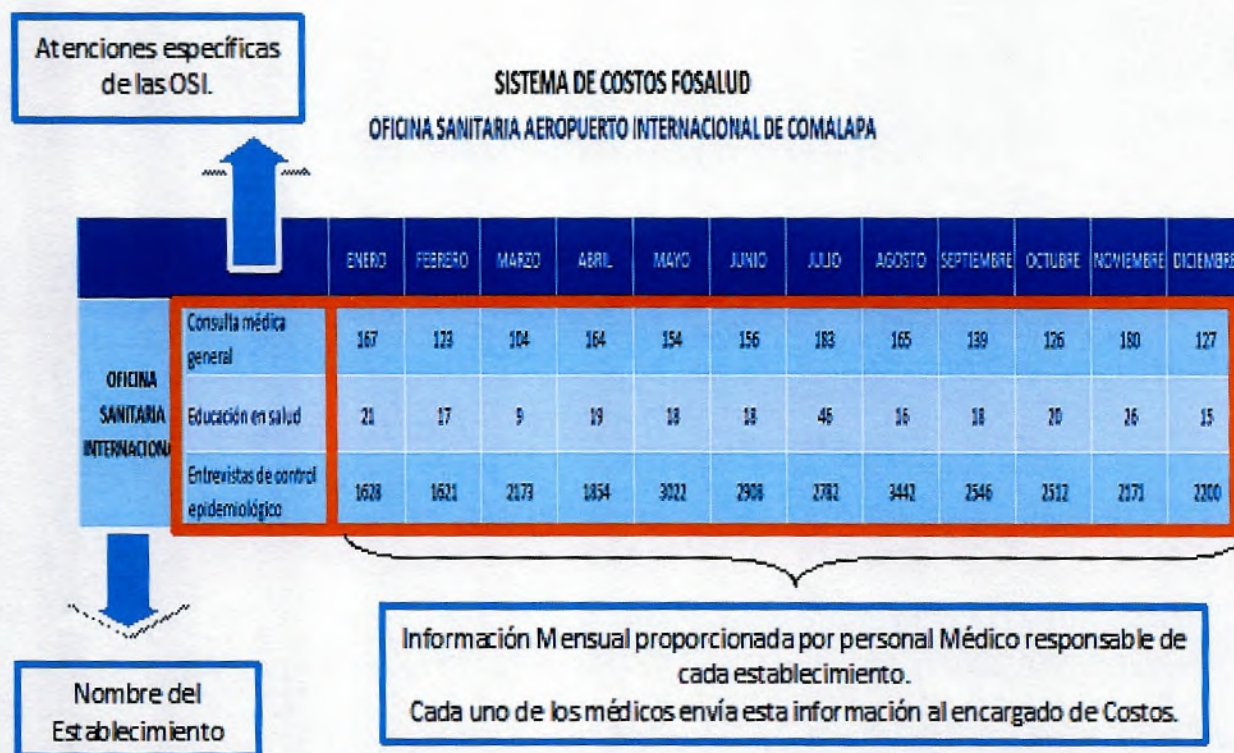 Atenciones específicas
de las OSI.
SISTEMA DE COSTOS FOSALUD
OFICINA SANITARIA AEROPUERTO INTERNACIONAL DE COMALAPA
ENERO FEBRERO MARZO ABRIL MAYO JUNIO JULIO AGOSTO SEPTIEMBRE OCTUBRE NOVIEMBRE DICIEMBRE
OFICINA
SANITARIA
INTERNACIONA
Consulta médica
general
167 123 104 164 154 156 183 165 139 126 180 127
Educación en salud
21 17 9 19 18 18 46 16 18 20 26 15
Entrevistas de control
epidemiológico
1628 1621 2173 1854 3022 2908 2782 3442 2546 2512 2171 2200
Información Mensual proporcionada por personal Médico responsable de
cada establecimiento.
Cada uno de los médicos envía esta información al encargado de Costos.
Nombre del
Establecimiento